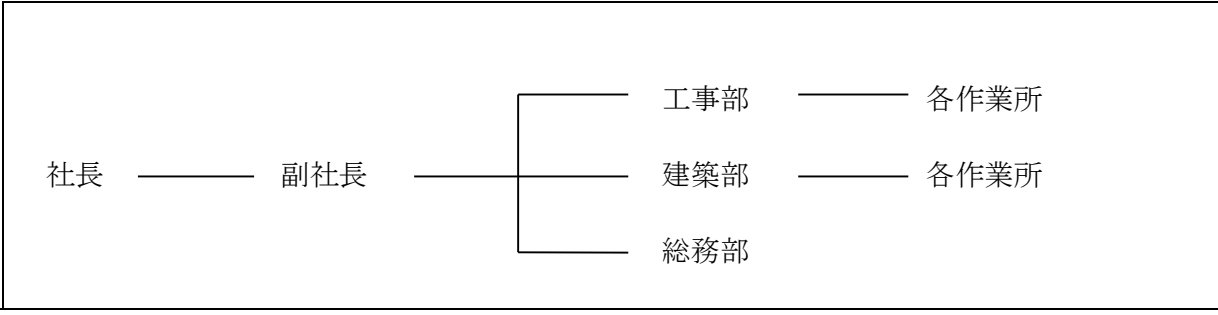 工事部 各作業所
社長 副社長 建築部 各作業所
総務部